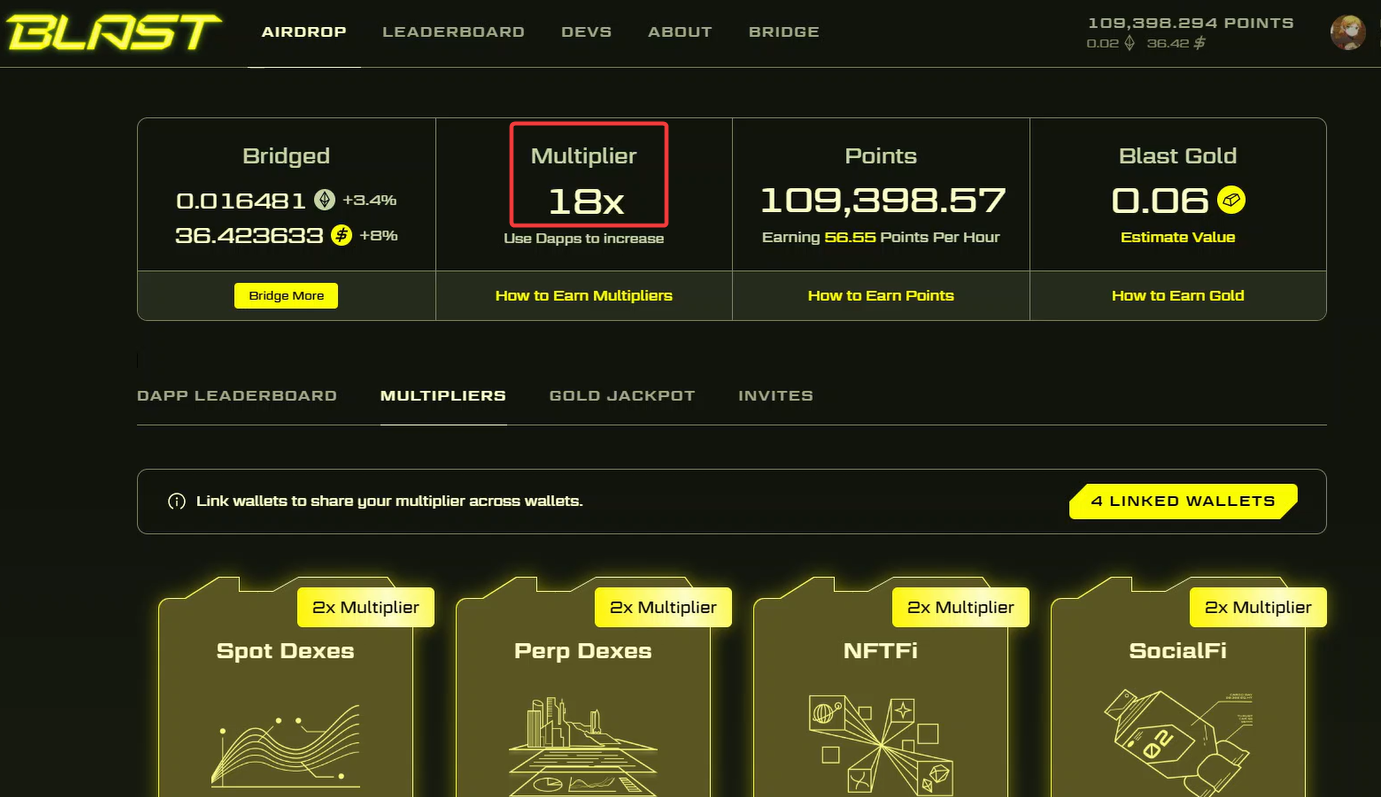 BLAST
AIRDROP
LEADERBOARD
DEVS
ABOUT
BRIDGE
109,398.294 POINTS
0.02 36.42
Bridged
0.016481 +3.4%
36.423633 +8%
Bridge More
Multiplier
18x
Use Dapps to increase
How to Earn Multipliers
Points
109,398.57
Earning 56.55 Points Per Hour
How to Earn Points
Blast Gold
0.06
Estimate Value
How to Earn Gold
DAPP LEADERBOARD
MULTIPLIERS
GOLD JACKPOT
INVITES
Link wallets to share your multiplier across wallets.
4 LINKED WALLETS
2x Multiplier
Spot Dexes
2x Multiplier
Perp Dexes
2x Multiplier
NFTFi
2x Multiplier
SocialFi
02